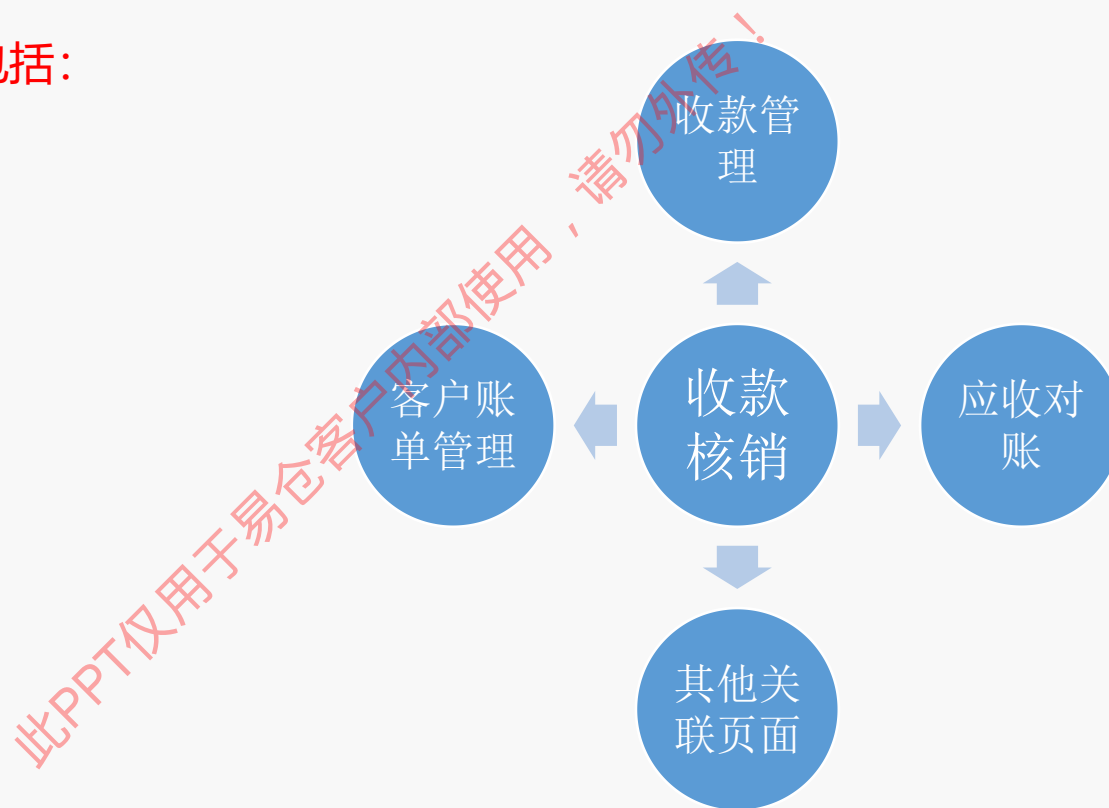 包括：
收款管
理
客户账
单管理
收款
核销
应收对
账
其他关
联页面
此PPT仅用于易仓客户内部使用，请勿外传！